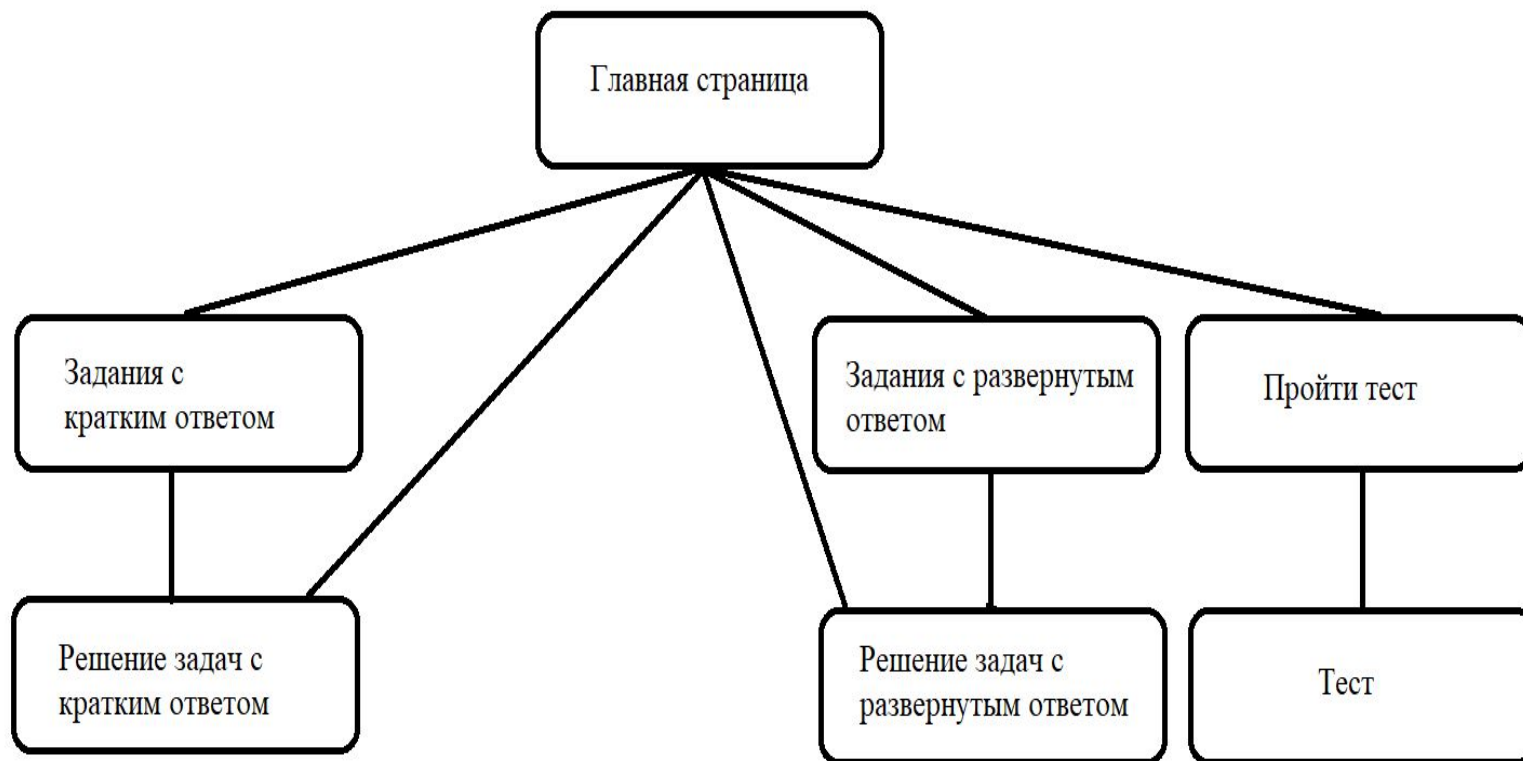 Главная страница
Задания с
кратким ответом
Задания с развернутым
ответом
Пройти тест
Решение задач с
кратким ответом
Решение задач с
развернутым ответом
Тест